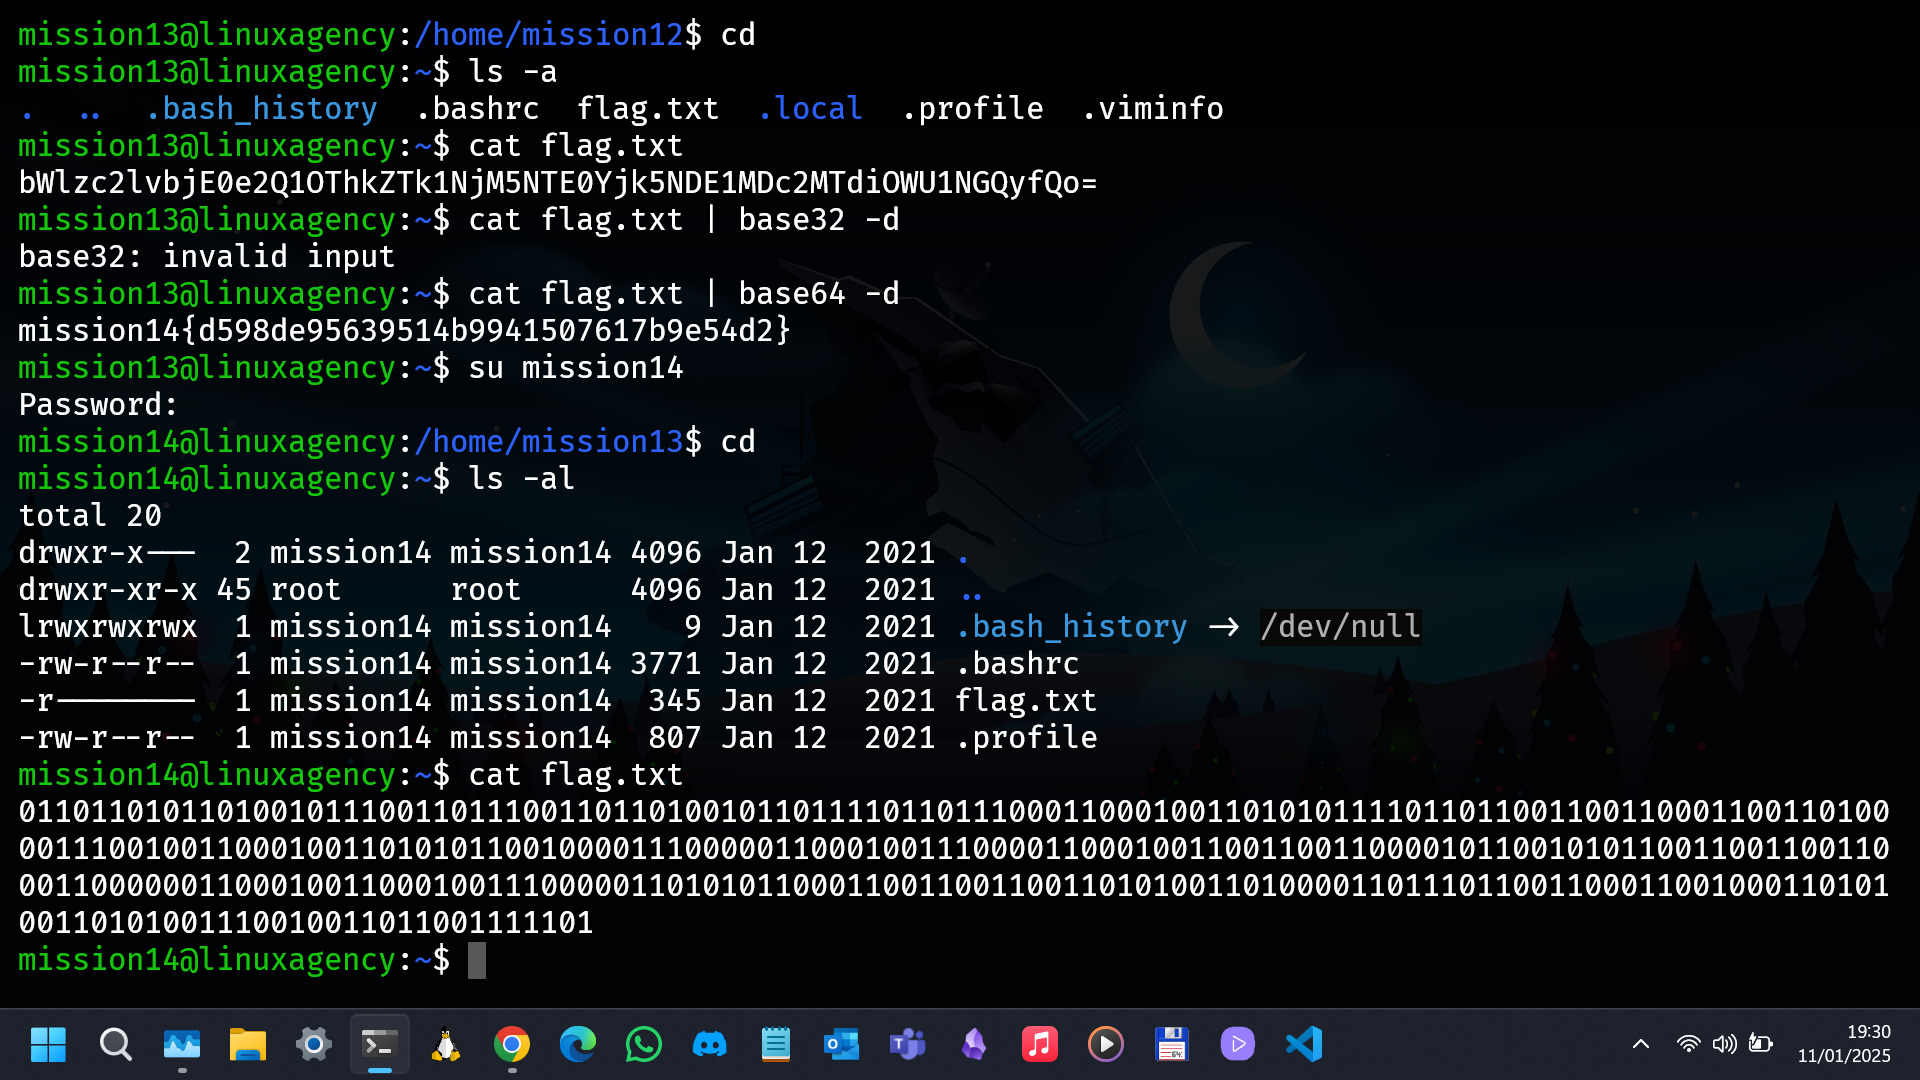 mission13@linuxagency:/home/mission12$ cd
mission13@linuxagency:~$ ls -a
.  ..  .bash_history  .bashrc  flag.txt  .local  .profile  .viminfo
mission13@linuxagency:~$ cat flag.txt
bWlzc2lvbjE0e2Q1OThkZTk1NjM5NTE0Yjk5NDE1MDc2MTdiOWU1NGQyfQo=
mission13@linuxagency:~$ cat flag.txt | base32 -d
base32: invalid input
mission13@linuxagency:~$ cat flag.txt | base64 -d
mission14{d598de95639514b9941507617b9e54d2}
mission13@linuxagency:~$ su mission14
Password:
mission14@linuxagency:/home/mission13$ cd
mission14@linuxagency:~$ ls -al
total 20
drwxr-x---  2 mission14 mission14 4096 Jan 12  2021 .
drwxr-xr-x 45 root      root      4096 Jan 12  2021 ..
lrwxrwxrwx  1 mission14 mission14    9 Jan 12  2021 .bash_history -> /dev/null
-rw-r--r--  1 mission14 mission14 3771 Jan 12  2021 .bashrc
-r--------  1 mission14 mission14  345 Jan 12  2021 flag.txt
-rw-r--r--  1 mission14 mission14  807 Jan 12  2021 .profile
mission14@linuxagency:~$ cat flag.txt
01101101011010010111001101110011011010010110111101101110001100010011010101111011011001100110001100110100
00111001001100010011010101100100001110000011000100111000011000100110011001100001011001010110011001100110
00110000001100010011000100111000001101010110001100110011001101010011010000110111011001100011001000110101
00110101001110010011011001111101
mission14@linuxagency:~$
19:30
11/01/2025